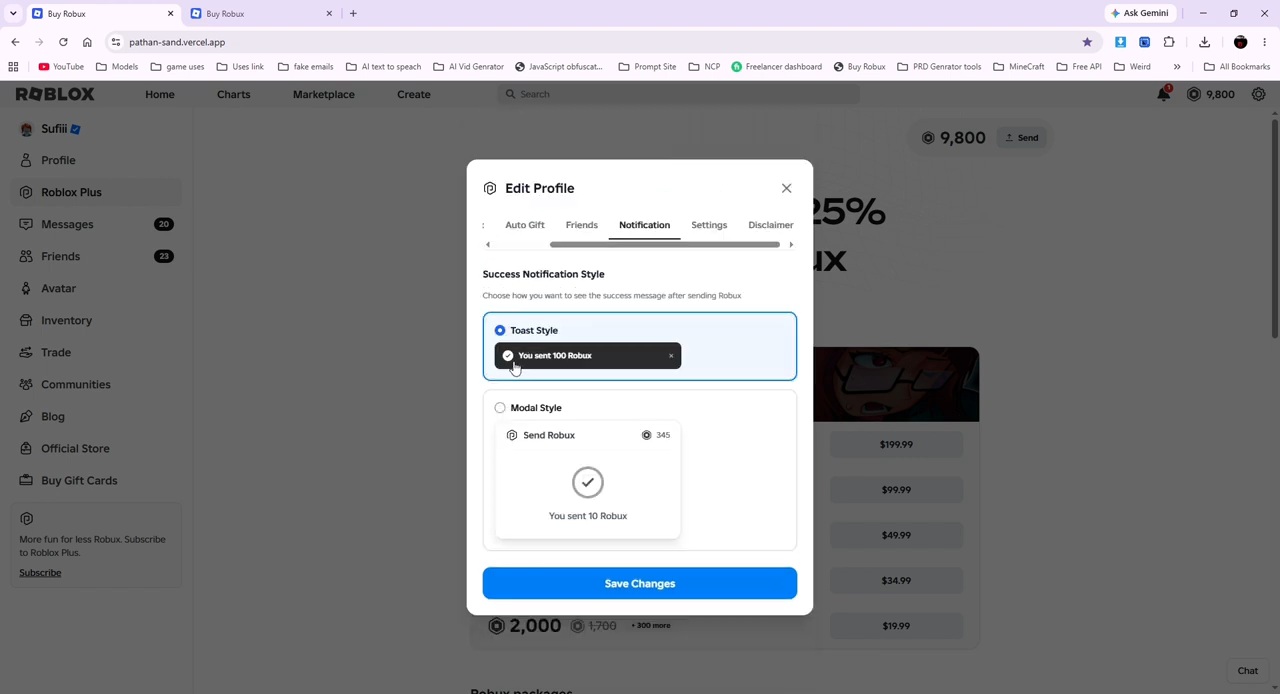 Buy Robux
Buy Robux
Ask Gemini
pathan-sand.vercel.app
YouTube
Models
game uses
Uses link
fake emails
AI text to speach
AI Vid Genrator
JavaScript obfuscat...
Prompt Site
NCP
Freelancer dashboard
Buy Robux
PRD Genrator tools
MineCraft
Free API
Weird
All Bookmarks
ROBLOX
Home
Charts
Marketplace
Create
Search
1
9,800
Sufiii
Profile
Roblox Plus
Messages
20
Friends
23
Avatar
Inventory
Trade
Communities
Blog
Official Store
Buy Gift Cards
More fun for less Robux. Subscribe
to Roblox Plus.
Subscribe
9,800
Send
25%
ux
Edit Profile
Auto Gift
Friends
Notification
Settings
Disclaimer
Success Notification Style
Choose how you want to see the success message after sending Robux
Toast Style
You sent 100 Robux
Modal Style
Send Robux
345
You sent 10 Robux
Save Changes
$199.99
$99.99
$49.99
$34.99
2,000
1,700
+ 300 more
$19.99
Robux packages
Chat